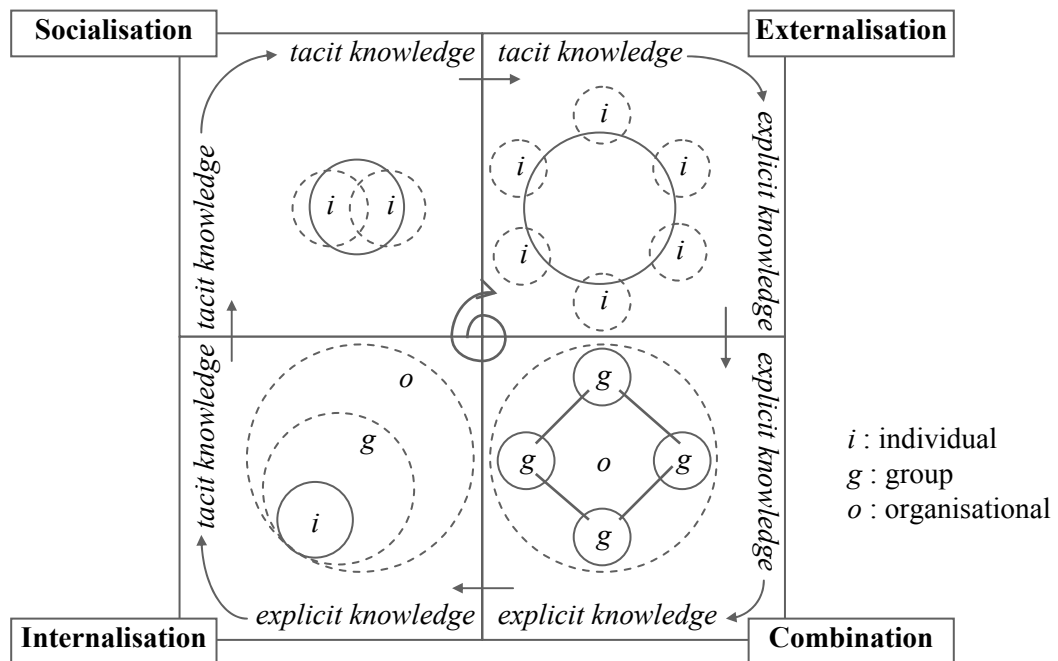 Socialisation
Externalisation
tacit knowledge
tacit knowledge
tacit knowledge
explicit knowledge
i
i
i
i
i
i
i
i
tacit knowledge
explicit knowledge
o
g
i
g
g
o
g
g
explicit knowledge
explicit knowledge
Internalisation
Combination
i : individual
g : group
o : organisational